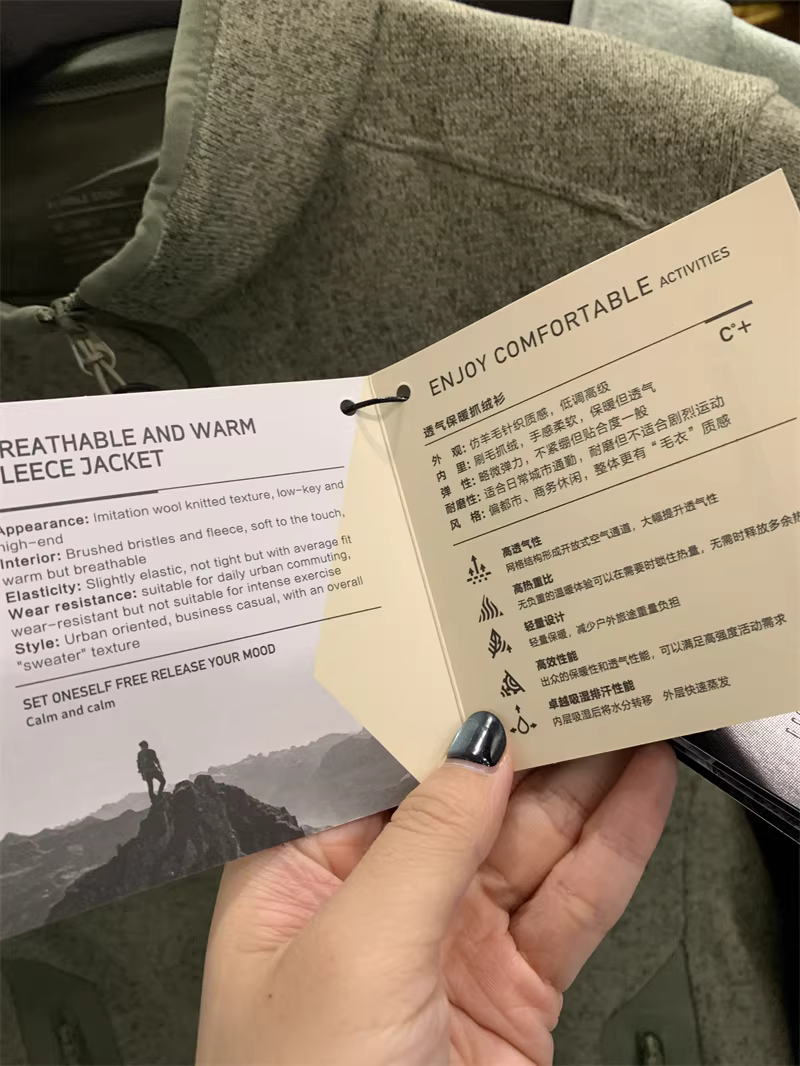 REATHABLE AND WARM
LEECE JACKET
Appearance: Imitation wool knitted texture, low-key and
high-end
Interior: Brushed bristles and fleece, soft to the touch,
warm but breathable
Elasticity: Slightly elastic, not tight but with average fit
Wear resistance: suitable for daily urban commuting,
wear-resistant but not suitable for intense exercise
Style: Urban oriented, business casual, with an overall
"sweater" texture
SET ONESELF FREE RELEASE YOUR MOOD
Calm and calm
ENJOY COMFORTABLE ACTIVITIES
C°+
透气保暖抓绒衫
外 观: 仿羊毛针织质感，低调高级
内 里: 刷毛抓绒，手感柔软，保暖但透气
弹 性: 略微弹力，不紧绷但贴合度一般
耐磨性: 适合日常城市通勤，耐磨但不适合剧烈运动
风 格: 偏都市、商务休闲，整体更有“毛衣”质感
高透气性
网格结构形成开放式空气通道，大幅提升透气性
高热重比
无负重的温暖体验可以在需要时锁住热量，无需时释放多余热
轻量设计
轻量保暖，减少户外旅途重量负担
高效性能
出众的保暖性和透气性能，可以满足高强度活动需求
卓越吸湿排汗性能
内层吸湿后将水分转移 外层快速蒸发